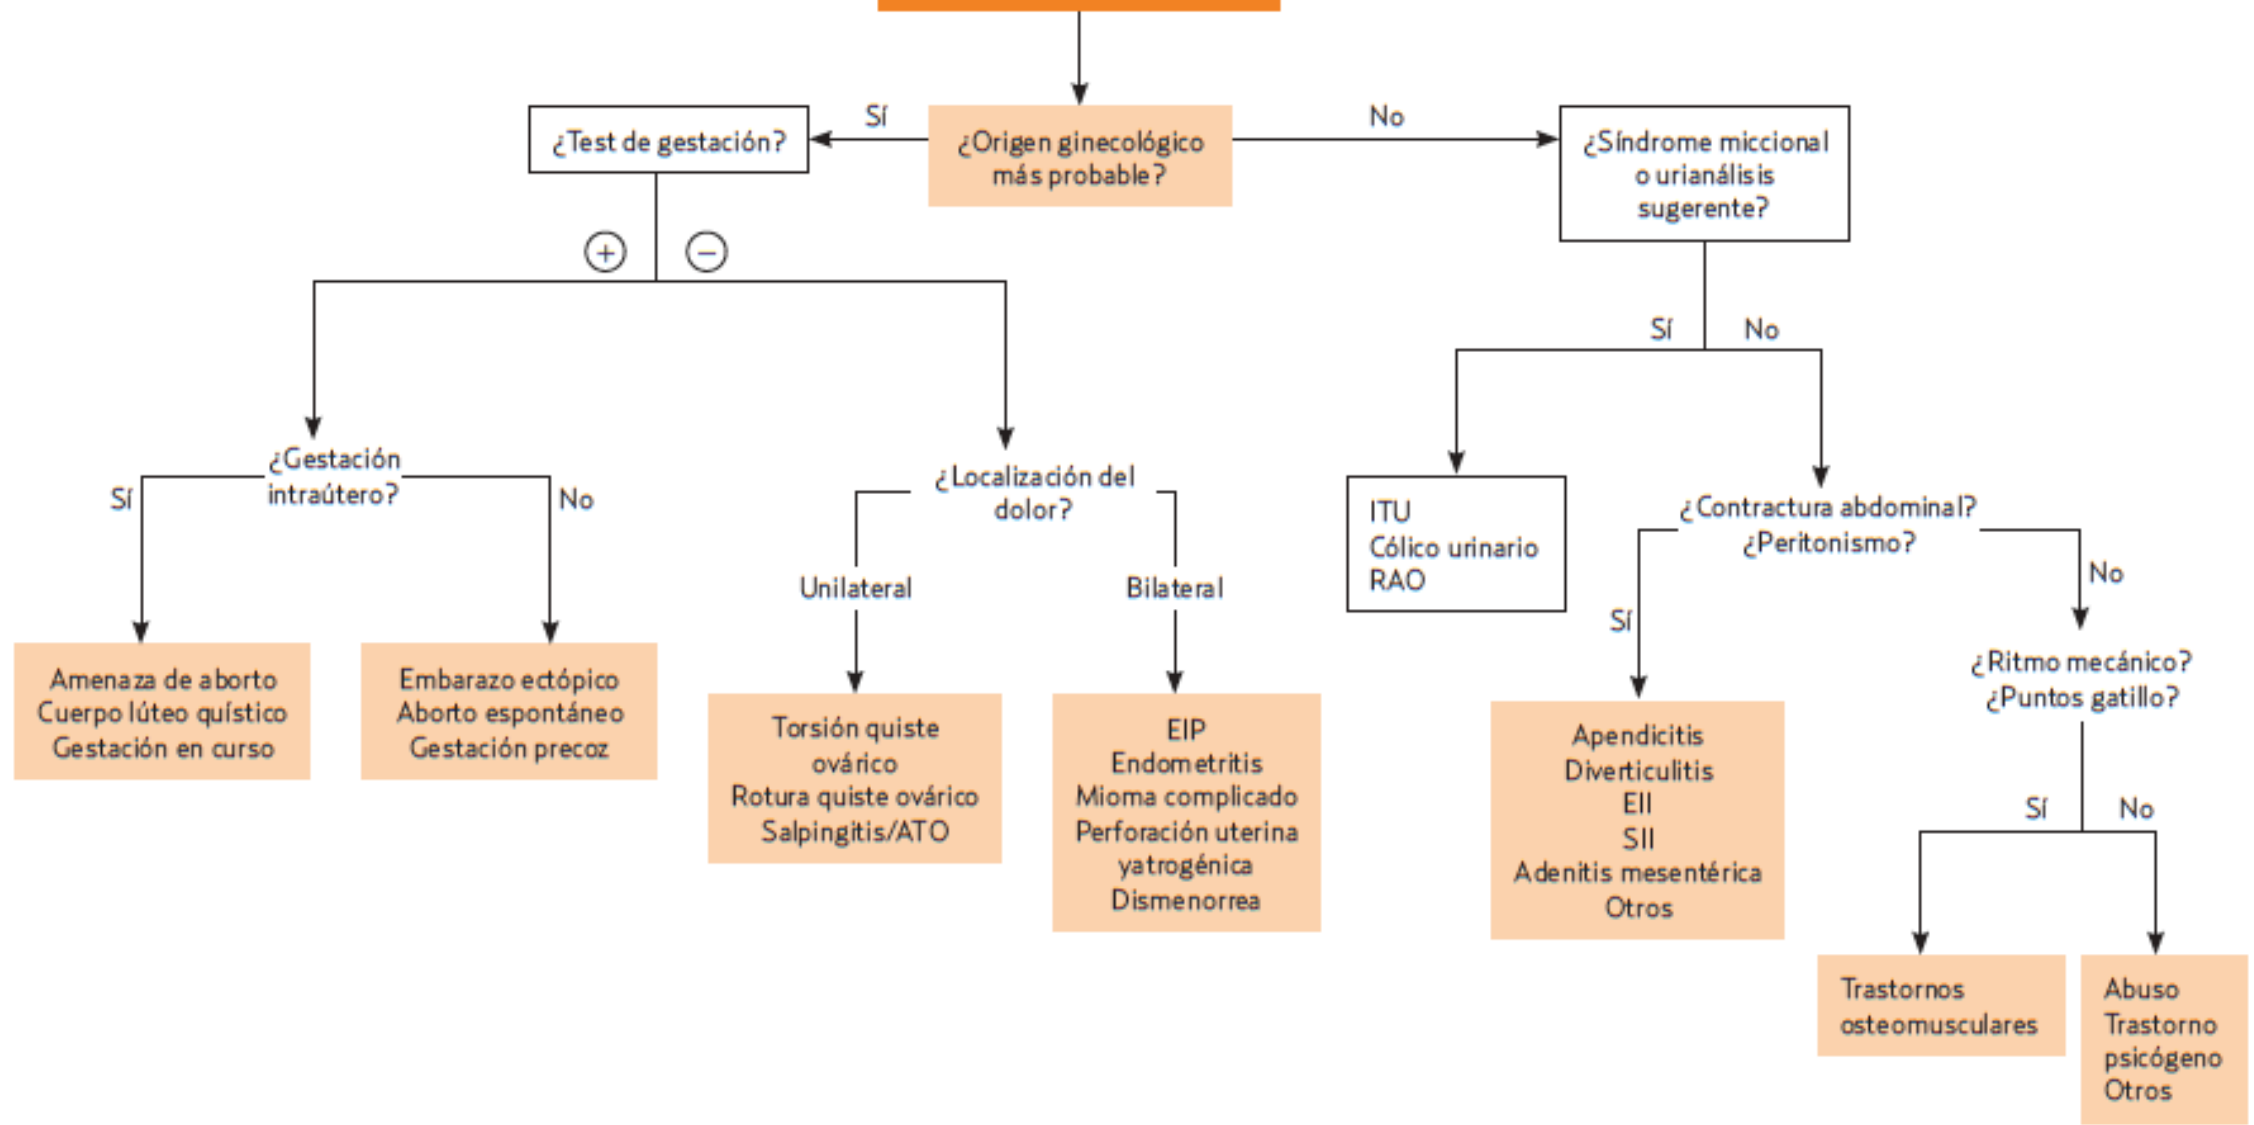 Sí
No
¿Test de gestación?
¿Origen ginecológico
más probable?
¿Síndrome miccional
o urianálisis
sugerente?
+
−
Sí
No
¿Gestación
intraútero?
Sí
No
¿Localización del
dolor?
Unilateral
Bilateral
ITU
Cólico urinario
RAO
¿Contractura abdominal?
¿Peritonismo?
Sí
No
¿Ritmo mecánico?
¿Puntos gatillo?
Sí
No
Amenaza de aborto
Cuerpo lúteo quístico
Gestación en curso
Embarazo ectópico
Aborto espontáneo
Gestación precoz
Torsión quiste
ovárico
Rotura quiste ovárico
Salpingitis/ATO
EIP
Endometritis
Mioma complicado
Perforación uterina
yatrogénica
Dismenorrea
Apendicitis
Diverticulitis
EII
SII
Adenitis mesentérica
Otros
Trastornos
osteomusculares
Abuso
Trastorno
psicógeno
Otros